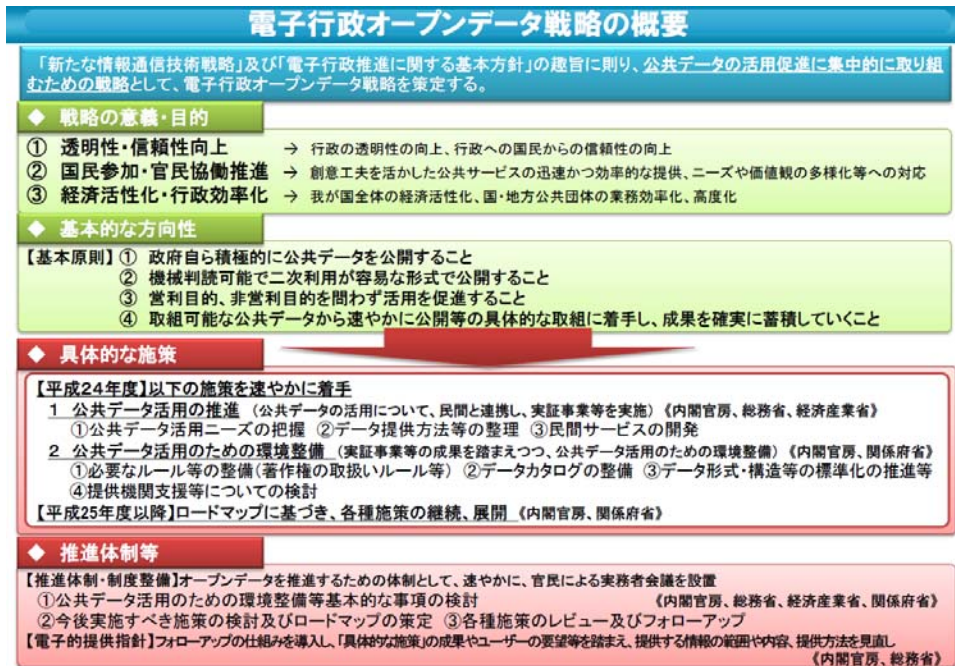 電子行政オープンデータ戦略の概要
「新たな情報通信技術戦略」及び「電子行政推進に関する基本方針」の趣旨に則り、公共データの活用促進に集中的に取り組
むための戦略として、電子行政オープンデータ戦略を策定する。
◆ 戦略の意義・目的
① 透明性・信頼性向上 → 行政の透明性の向上、行政への国民からの信頼性の向上
② 国民参加・官民協働推進 → 創意工夫を活かした公共サービスの迅速かつ効率的な提供、ニーズや価値観の多様化等への対応
③ 経済活性化・行政効率化 → 我が国全体の経済活性化、国・地方公共団体の業務効率化、高度化
◆ 基本的な方向性
【基本原則】① 政府自ら積極的に公共データを公開すること
② 機械判読可能で二次利用が容易な形式で公開すること
③ 営利目的、非営利目的を問わず活用を促進すること
④ 取組可能な公共データから速やかに公開等の具体的な取組に着手し、成果を確実に蓄積していくこと
◆ 具体的な施策
【平成24年度】以下の施策を速やかに着手
1 公共データ活用の推進 (公共データの活用について、民間と連携し、実証事業等を実施)《内閣官房、総務省、経済産業省》
①公共データ活用ニーズの把握 ②データ提供方法等の整理 ③民間サービスの開発
2 公共データ活用のための環境整備 (実証事業等の成果を踏まえつつ、公共データ活用のための環境整備)《内閣官房、関係府省》
①必要なルール等の整備(著作権の取扱いルール等) ②データカタログの整備 ③データ形式・構造等の標準化の推進等
④提供機関支援等についての検討
【平成25年度以降】ロードマップに基づき、各種施策の継続、展開《内閣官房、関係府省》
◆ 推進体制等
【推進体制・制度整備】オープンデータを推進するための体制として、速やかに、官民による実務者会議を設置
①公共データ活用のための環境整備等基本的な事項の検討 《内閣官房、総務省、経済産業省、関係府省》
②今後実施すべき施策の検討及びロードマップの策定 ③各種施策のレビュー及びフォローアップ
【電子的提供指針】フォローアップの仕組みを導入し、「具体的な施策」の成果やユーザーの要望等を踏まえ、提供する情報の範囲や内容、提供方法を見直し
《内閣官房、総務省》